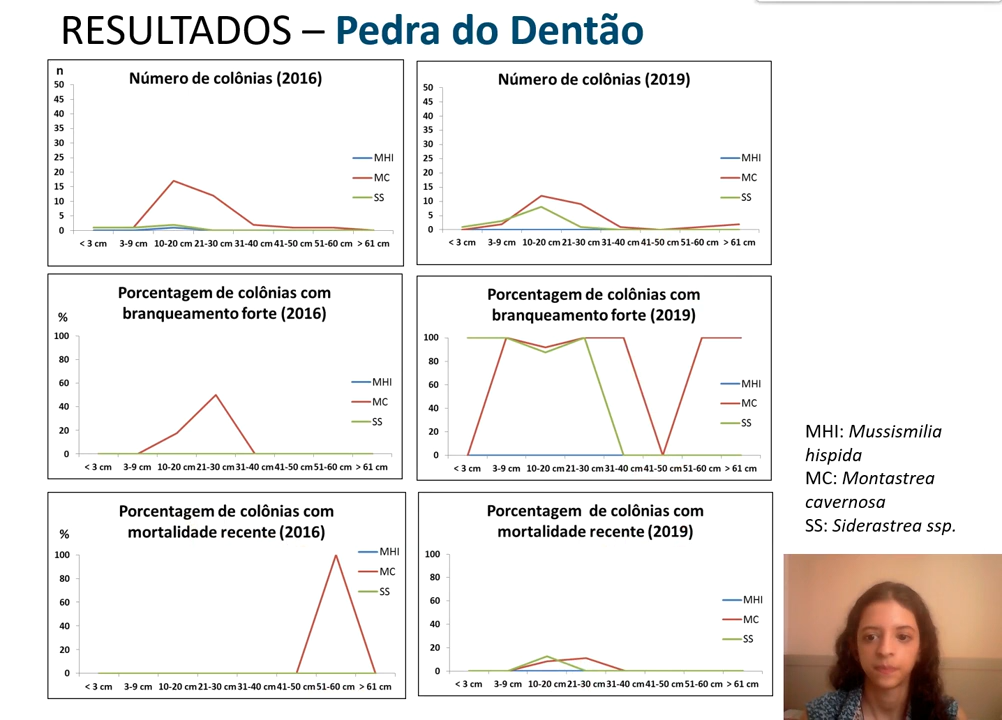 RESULTADOS – Pedra do Dentão
n
Número de colônias (2016)
50
45
40
35
30
25
20
15
10
5
0
MHI
MC
SS
< 3 cm 3-9 cm 10-20 cm 21-30 cm 31-40 cm 41-50 cm 51-60 cm > 61 cm
Número de colônias (2019)
50
45
40
35
30
25
20
15
10
5
0
MHI
MC
SS
< 3 cm 3-9 cm 10-20 cm 21-30 cm 31-40 cm 41-50 cm 51-60 cm > 61 cm
Porcentagem de colônias com
branqueamento forte (2016)
%
100
80
60
40
20
0
MHI
MC
SS
< 3 cm 3-9 cm 10-20 cm 21-30 cm 31-40 cm 41-50 cm 51-60 cm > 61 cm
Porcentagem de colônias com
branqueamento forte (2019)
100
80
60
40
20
0
MHI
MC
SS
< 3 cm 3-9 cm 10-20 cm 21-30 cm 31-40 cm 41-50 cm 51-60 cm > 61 cm
Porcentagem de colônias com
mortalidade recente (2016)
%
100
80
60
40
20
0
MHI
MC
SS
< 3 cm 3-9 cm 10-20 cm 21-30 cm 31-40 cm 41-50 cm 51-60 cm > 61 cm
Porcentagem de colônias com
mortalidade recente (2019)
100
80
60
40
20
0
MHI
MC
SS
< 3 cm 3-9 cm 10-20 cm 21-30 cm 31-40 cm 41-50 cm 51-60 cm > 61 cm
MHI: Mussismilia
hispida
MC: Montastrea
cavernosa
SS: Siderastrea ssp.